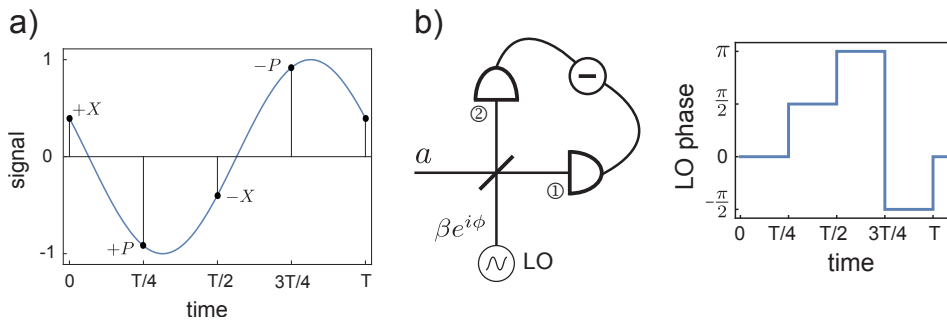 a)
signal
1
0
-1
+X
+P
-X
-P
0
T/4
T/2
3T/4
T
time
b)
②
−
a
①
βe^{iϕ}
LO
LO phase
π
π/2
0
-π/2
0
T/4
T/2
3T/4
T
time